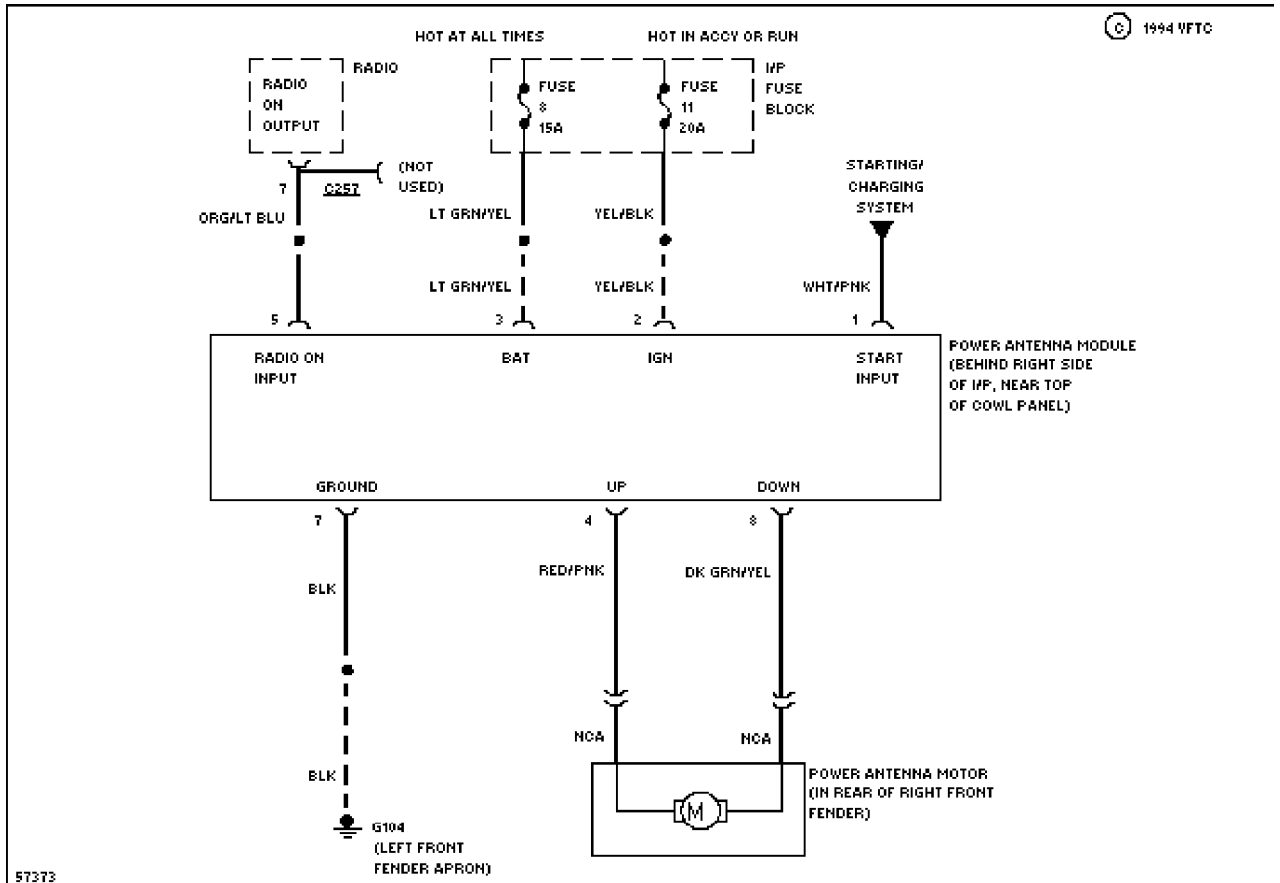 HOT AT ALL TIMES
HOT IN ACCY OR RUN
C 1994 VFTC
RADIO
ON
OUTPUT
RADIO
FUSE
8
15A
FUSE
11
20A
I/P
FUSE
BLOCK
7
C257
(NOT
USED)
STARTING/
CHARGING
SYSTEM
ORG/LT BLU
LT GRN/YEL
YEL/BLK
LT GRN/YEL
YEL/BLK
WHT/PNK
5
3
2
1
RADIO ON
INPUT
BAT
IGN
START
INPUT
POWER ANTENNA MODULE
(BEHIND RIGHT SIDE
OF I/P, NEAR TOP
OF COWL PANEL)
GROUND
UP
DOWN
7
4
8
BLK
RED/PNK
DK GRN/YEL
NCA
NCA
BLK
G104
(LEFT FRONT
FENDER APRON)
M
POWER ANTENNA MOTOR
(IN REAR OF RIGHT FRONT
FENDER)
57373